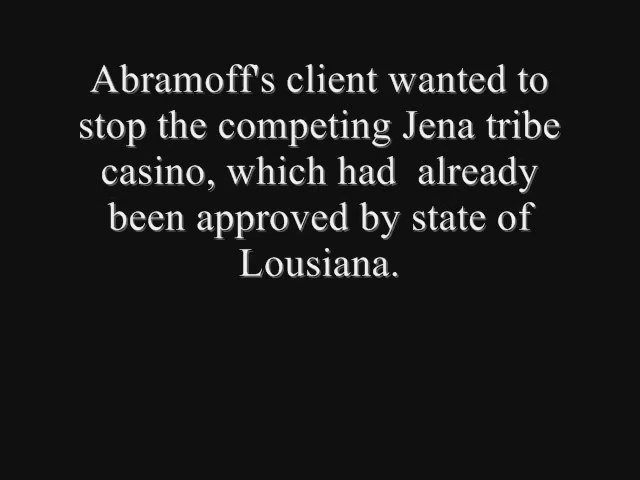 Abramoff's client wanted to
stop the competing Jena tribe
casino, which had  already
been approved by state of
Lousiana.